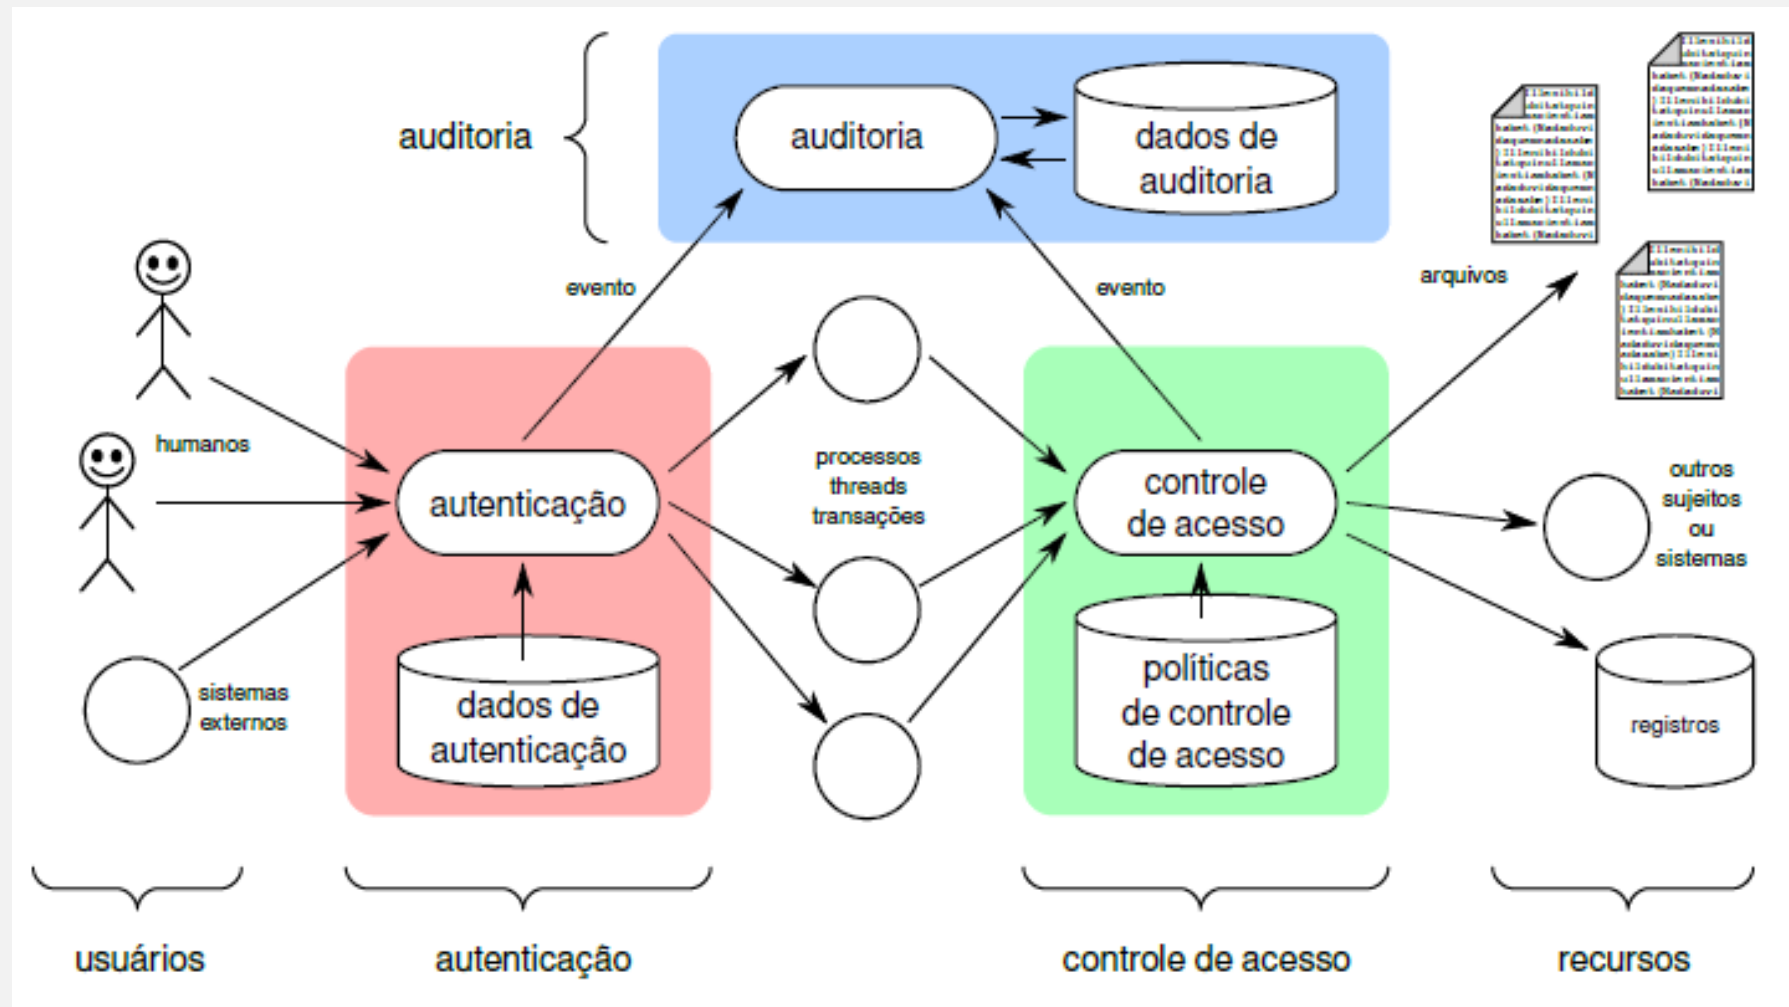 auditoria
auditoria
dados de
auditoria
evento
evento
arquivos
humanos
processos
threads
transações
autenticação
controle
de acesso
outros
sujeitos
ou
sistemas
sistemas
externos
dados de
autenticação
políticas
de controle
de acesso
registros
usuários
autenticação
controle de acesso
recursos